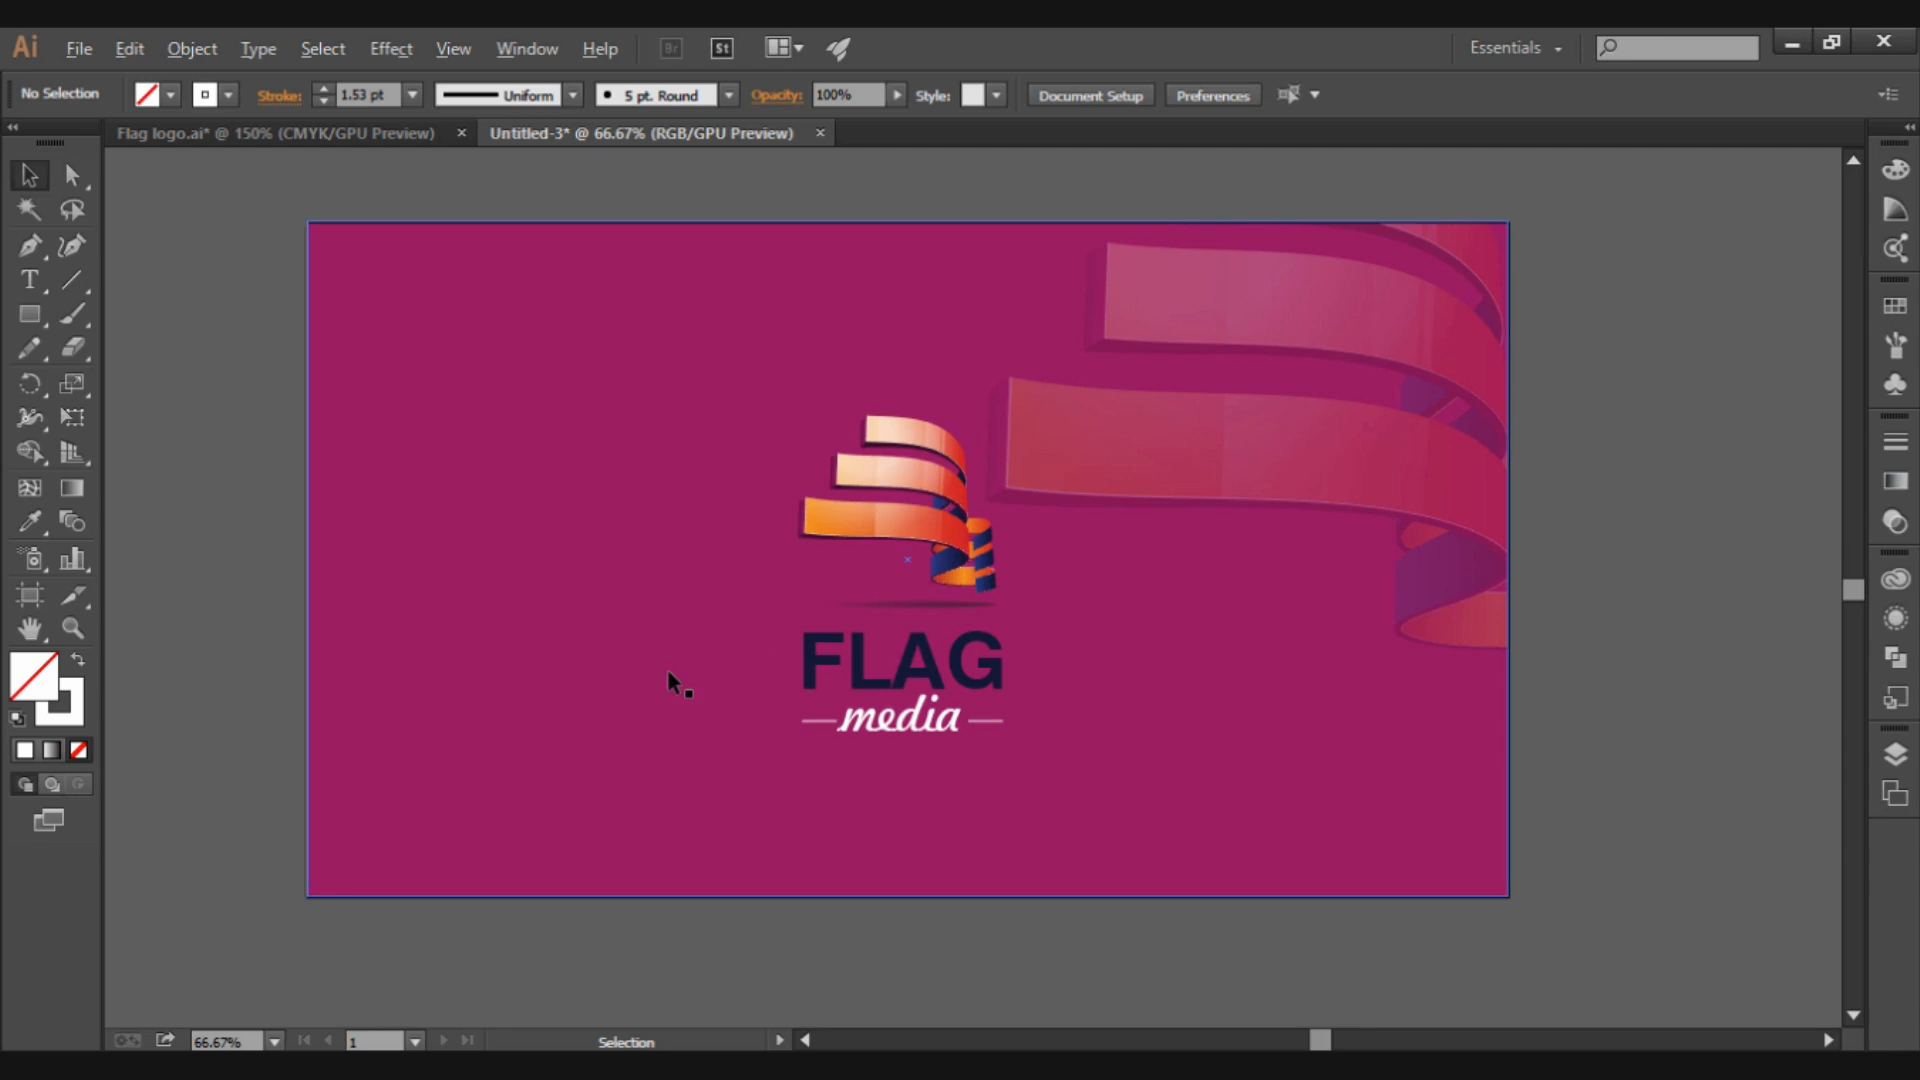 Ai File Edit Object Type Select Effect View Window Help Br St Essentials
No Selection Stroke: 1.53 pt Uniform 5 pt. Round Opacity: 100% Style: Document Setup Preferences
Flag logo.ai* @ 150% (CMYK/GPU Preview) × Untitled-3* @ 66.67% (RGB/GPU Preview) ×
FLAG
media
66.67% 1 Selection